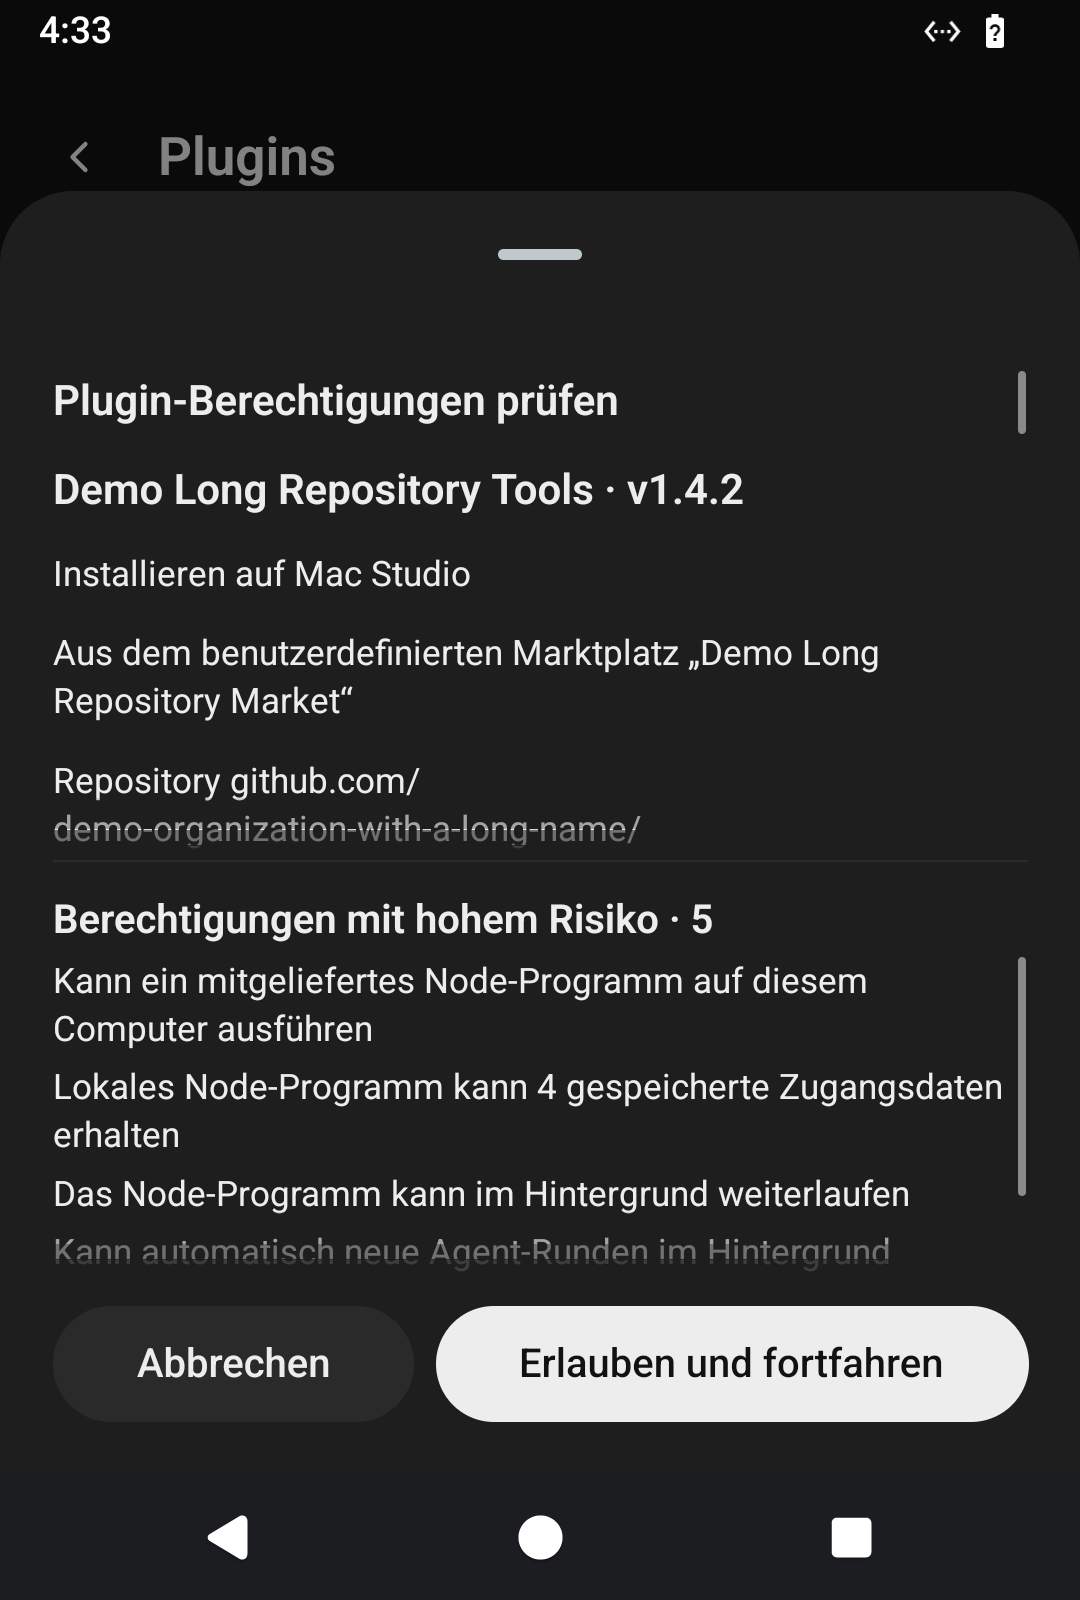 4:33
Plugins
Plugin-Berechtigungen prüfen
Demo Long Repository Tools · v1.4.2
Installieren auf Mac Studio
Aus dem benutzerdefinierten Marktplatz „Demo Long
Repository Market“
Repository github.com/
demo-organization-with-a-long-name/
Berechtigungen mit hohem Risiko · 5
Kann ein mitgeliefertes Node-Programm auf diesem
Computer ausführen
Lokales Node-Programm kann 4 gespeicherte Zugangsdaten
erhalten
Das Node-Programm kann im Hintergrund weiterlaufen
Kann automatisch neue Agent-Runden im Hintergrund
Abbrechen
Erlauben und fortfahren